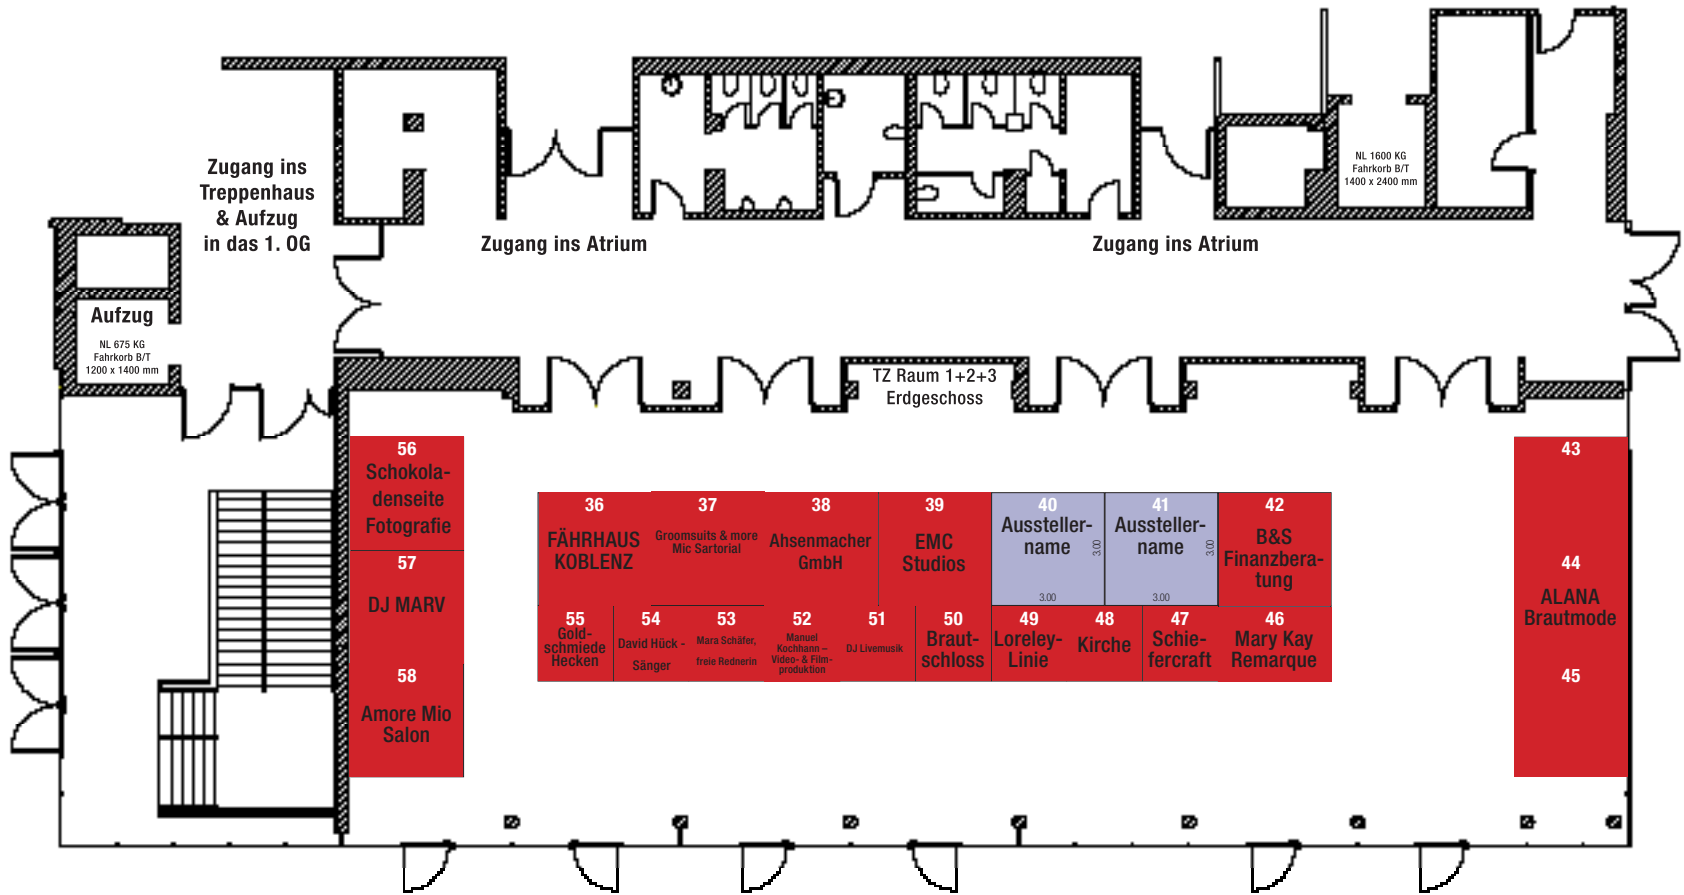 Zugang ins
Treppenhaus
& Aufzug
in das 1. OG
Zugang ins Atrium
Zugang ins Atrium
NL 1600 KG
Fahrkorb B/T
1400 x 2400 mm
Aufzug
NL 675 KG
Fahrkorb B/T
1200 x 1400 mm
TZ Raum 1+2+3
Erdgeschoss
56
Schokola-
denseite
Fotografie
57
DJ MARV
58
Amore Mio
Salon
36
FÄHRHAUS
KOBLENZ
37
Groomsuits & more
Mic Sartorial
38
Ahsenmacher
GmbH
39
EMC
Studios
40
Aussteller-
name
3.00
3.00
41
Aussteller-
name
3.00
3.00
42
B&S
Finanzbera-
tung
55
Gold-
schmiede
Hecken
54
David Hück -
Sänger
53
Mara Schäfer,
freie Rednerin
52
Manuel
Kochhann –
Video- & Film-
produktion
51
DJ Livemusik
50
Braut-
schloss
49
Loreley-
Linie
48
Kirche
47
Schie-
fercraft
46
Mary Kay
Remarque
43
44
ALANA
Brautmode
45